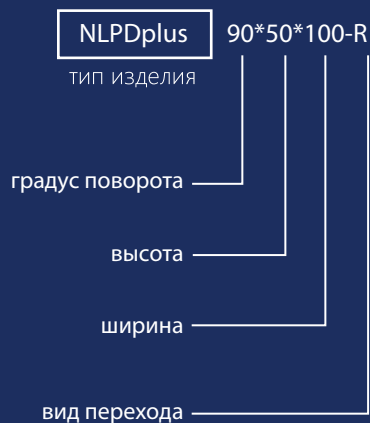 NLPDplus 90*50*100-R
тип изделия
градус поворота
высота
ширина
вид перехода